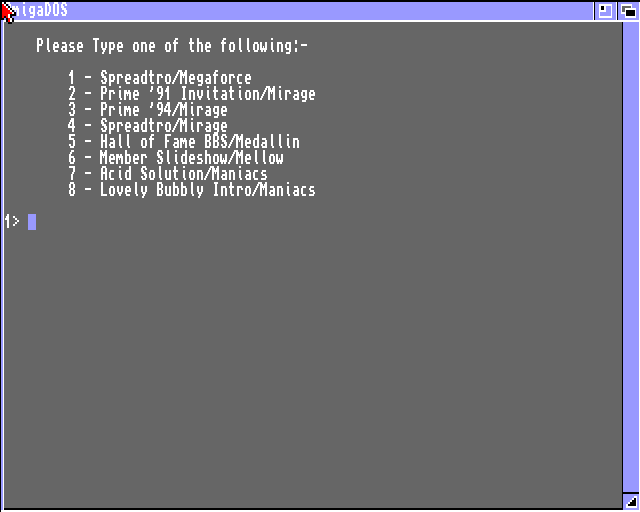 AmigaDOS
Please Type one of the following:-
1 - Spreadtro/Megaforce
2 - Prime '91 Invitation/Mirage
3 - Prime '94/Mirage
4 - Spreadtro/Mirage
5 - Hall of Fame BBS/Medallin
6 - Member Slideshow/Mellow
7 - Acid Solution/Maniacs
8 - Lovely Bubbly Intro/Maniacs
1>